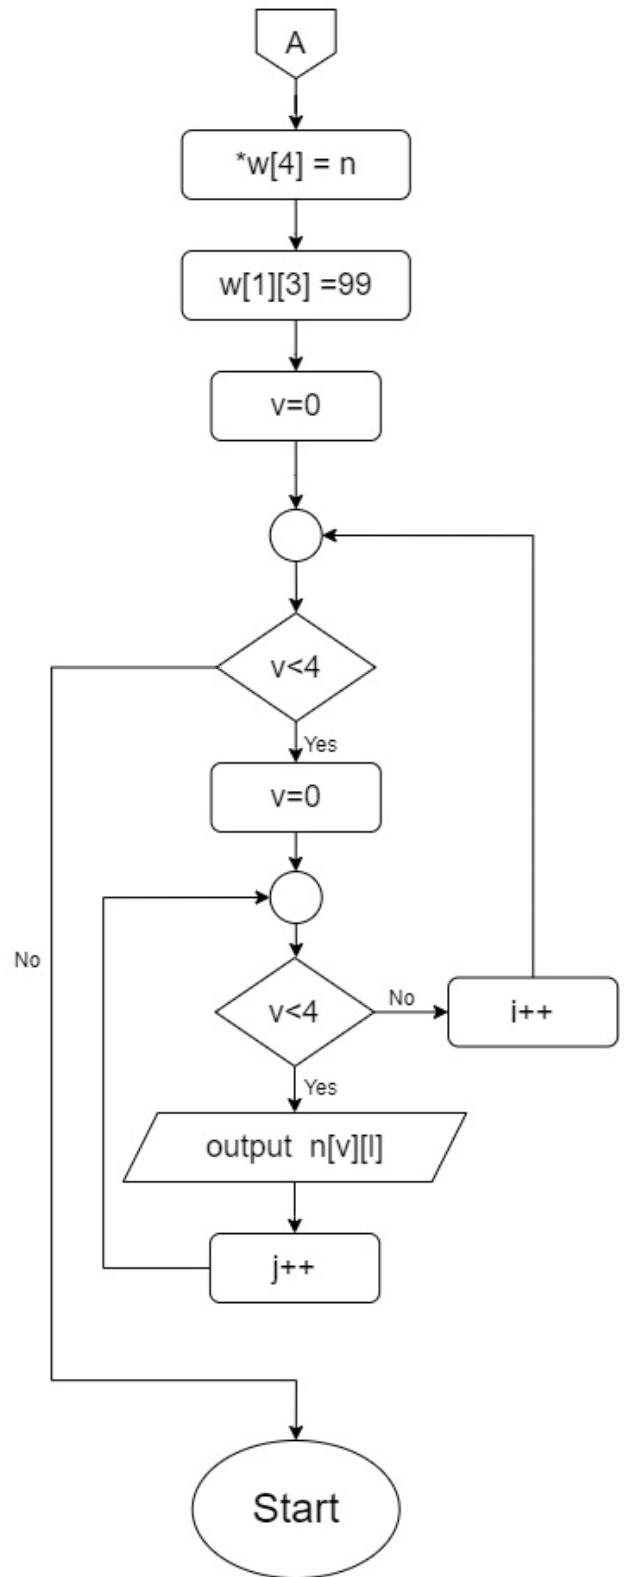 A
*w[4] = n
w[1][3] =99
v=0
v<4
Yes
v=0
No
v<4
No
i++
Yes
output n[v][l]
j++
Start